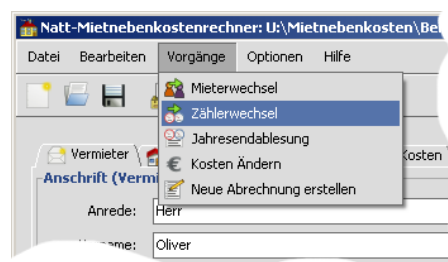 Natt-Mietnebenkostenrechner: U:\Mietnebenkosten\Be
Datei Bearbeiten Vorgänge Optionen Hilfe
Mieterwechsel
Zählerwechsel
Jahresendablesung
Kosten Ändern
Neue Abrechnung erstellen
Vermieter Kosten
Anschrift (Vermi
Anrede: Herr
Oliver